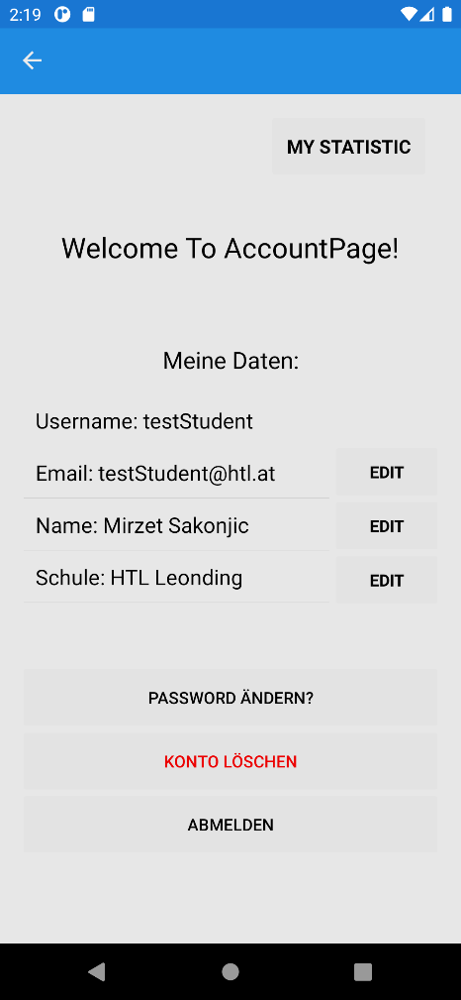 2:19
MY STATISTIC
Welcome To AccountPage!
Meine Daten:
Username: testStudent
Email: testStudent@htl.at
EDIT
Name: Mirzet Sakonjic
EDIT
Schule: HTL Leonding
EDIT
PASSWORD ÄNDERN?
KONTO LÖSCHEN
ABMELDEN